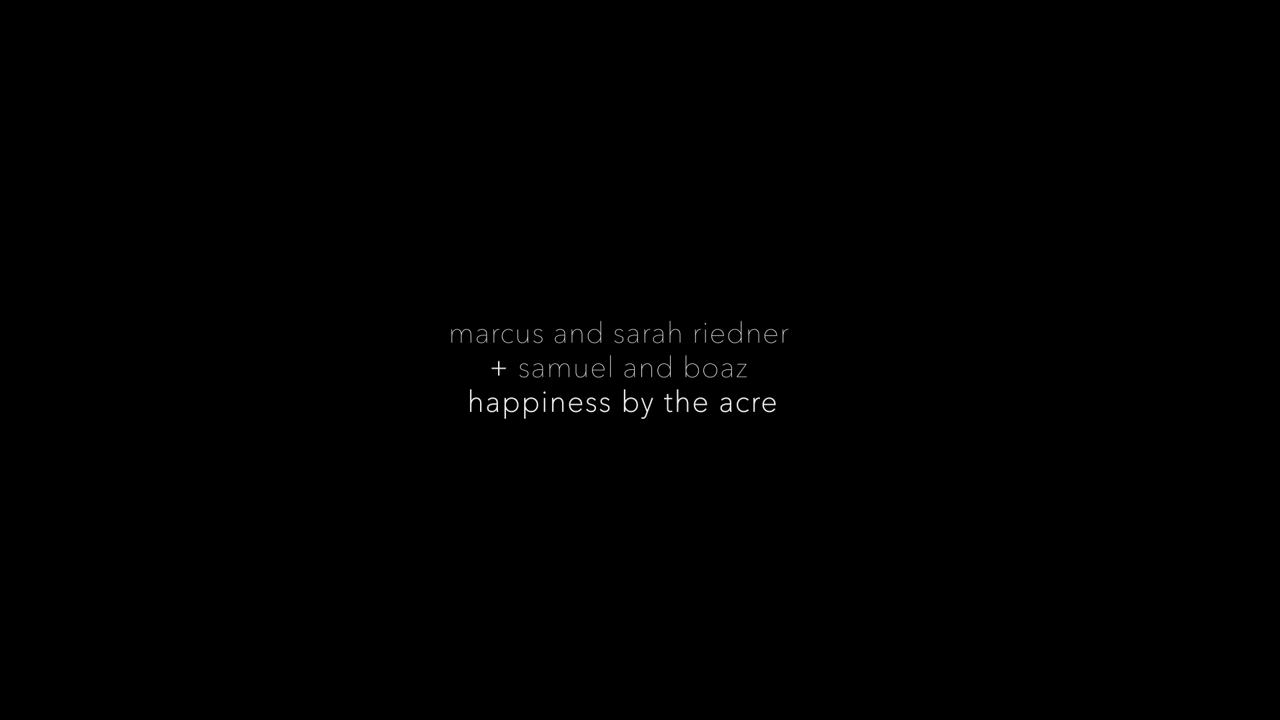 marcus and sarah riedner
+ samuel and boaz
happiness by the acre